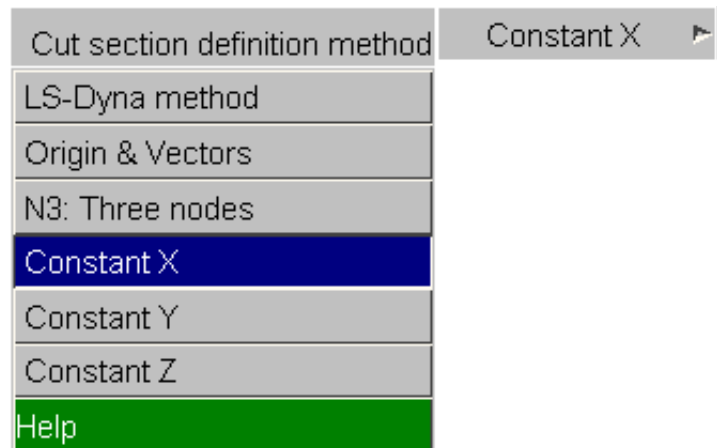 Cut section definition method
Constant X
LS-Dyna method
Origin & Vectors
N3: Three nodes
Constant X
Constant Y
Constant Z
Help